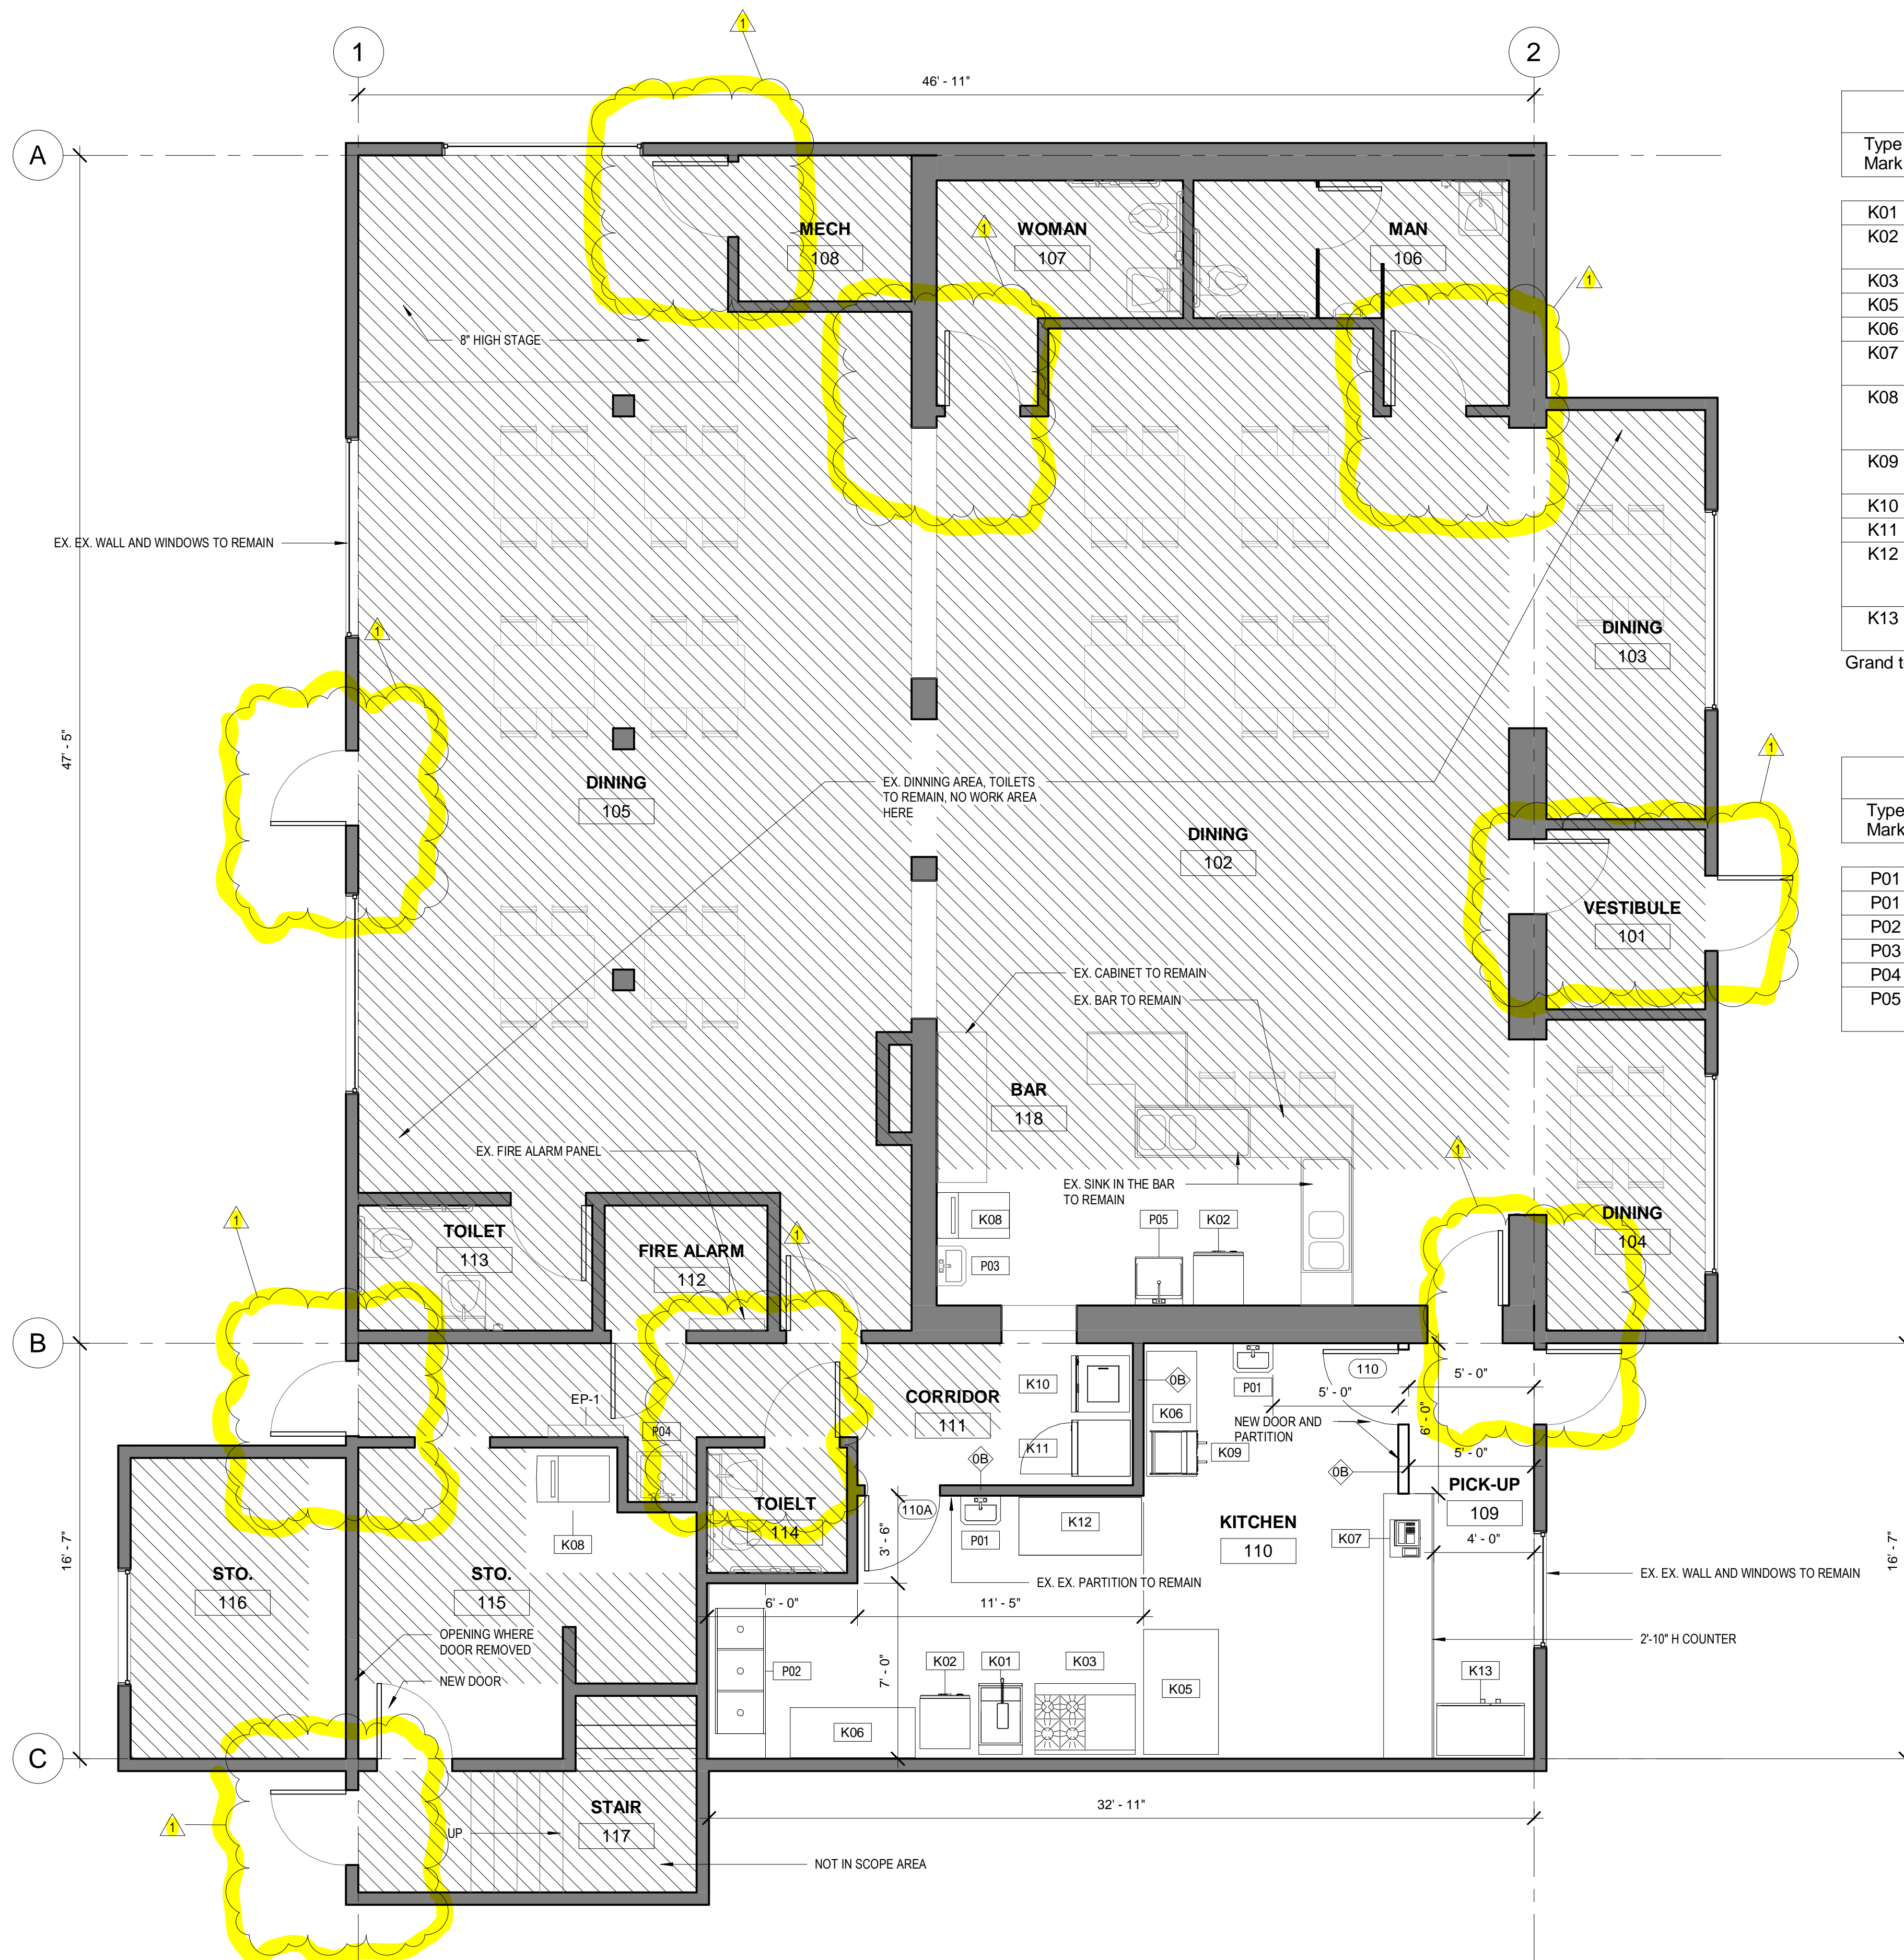 1
1
2
46' - 11"
A
Type
Mark
K01
K02
K03
K05
K06
K07
K08
K09
K10
K11
K12
K13
Grand t
MECH
108
1
WOMAN
107
MAN
106
1
8" HIGH STAGE
EX. EX. WALL AND WINDOWS TO REMAIN
1
DINING
103
47' - 5"
1
DINING
105
EX. DINNING AREA, TOILETS
TO REMAIN, NO WORK AREA
HERE
DINING
102
Type
Mark
P01
P01
P02
P03
P04
P05
VESTIBULE
101
EX. CABINET TO REMAIN
EX. BAR TO REMAIN
BAR
118
EX. FIRE ALARM PANEL
1
EX. SINK IN THE BAR
TO REMAIN
1
TOILET
113
FIRE ALARM
112
1
K08
P03
P05
K02
DINING
104
B
EP-1
P04
CORRIDOR
111
K10
K11
0B
0B
K06
K09
P01
110
5' - 0"
5' - 0"
6' - 0"
NEW DOOR AND
PARTITION
5' - 0"
0B
PICK-UP
109
TOIELT
114
110A
3' - 6"
P01
K12
KITCHEN
110
K07
4' - 0"
K08
16' - 7"
STO.
116
STO.
115
EX. EX. PARTITION TO REMAIN
EX. EX. WALL AND WINDOWS TO REMAIN
16' - 7"
6' - 0"
11' - 5"
OPENING WHERE
DOOR REMOVED
NEW DOOR
P02
7' - 0"
K02
K01
K03
K05
K06
2'-10" H COUNTER
K13
C
STAIR
117
32' - 11"
1
UP
NOT IN SCOPE AREA